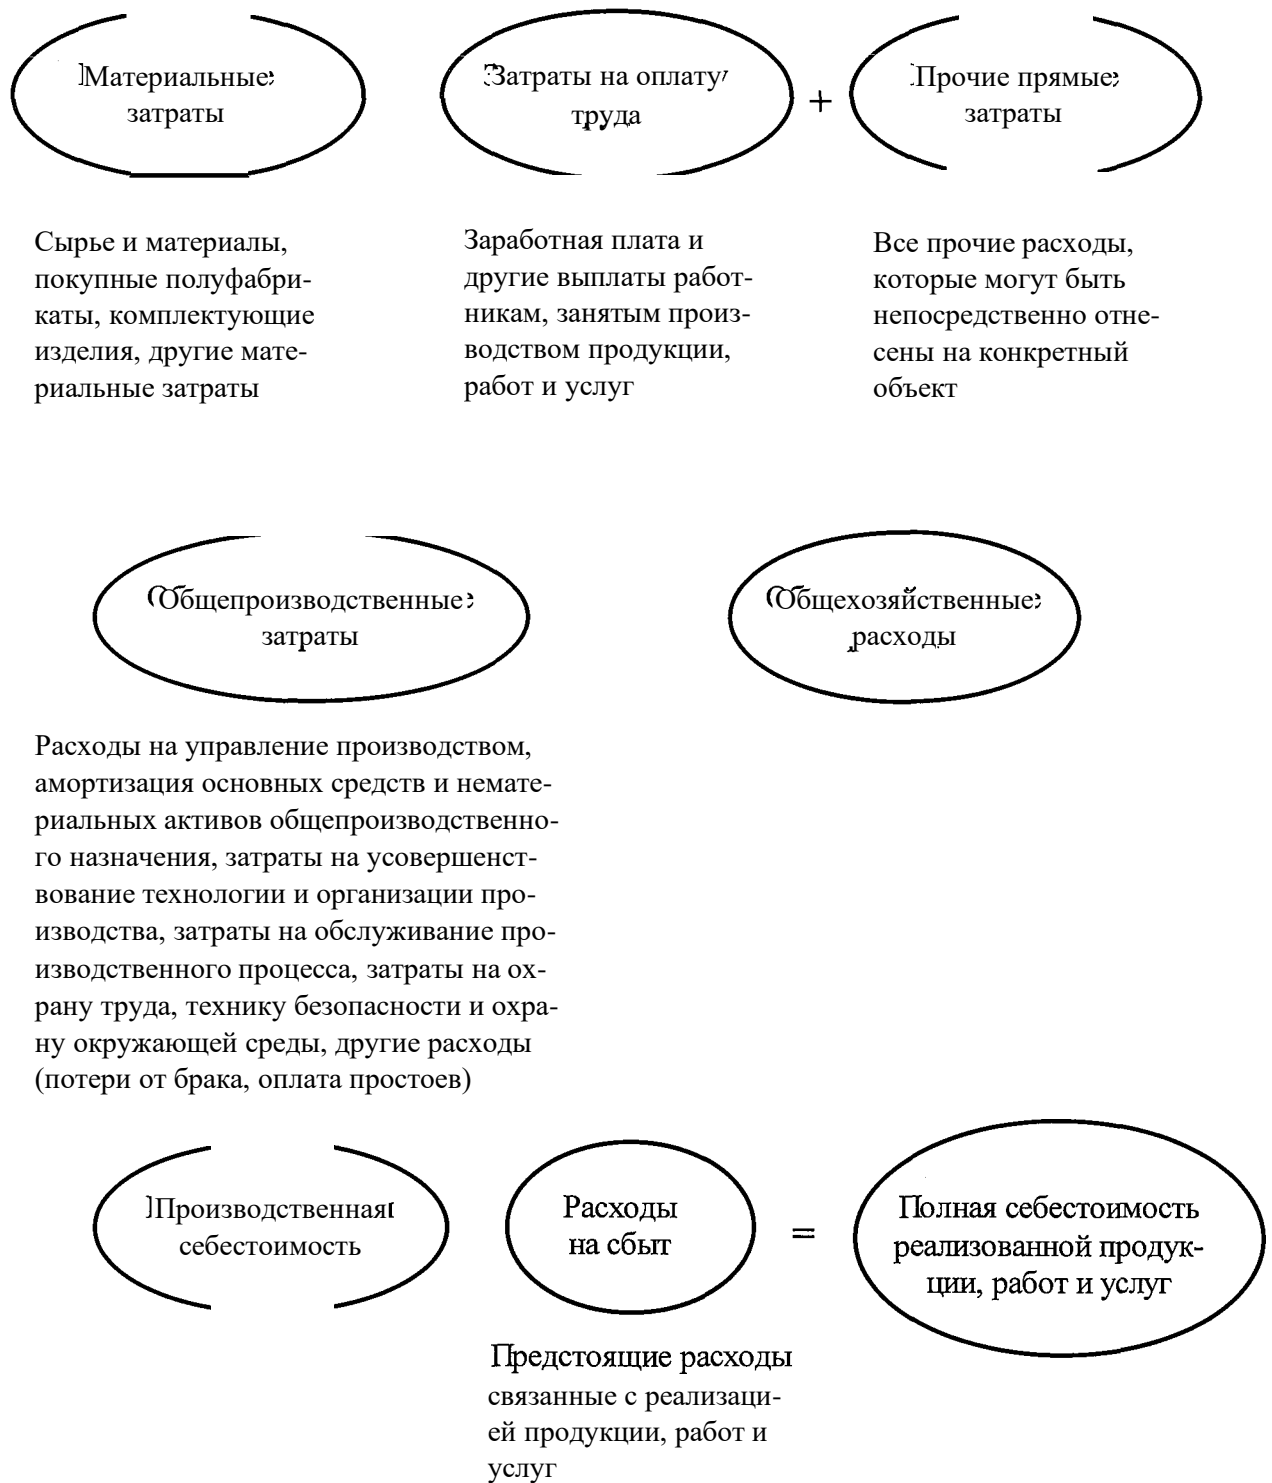 Материальные
затраты
Затраты на оплату
труда
+
Прочие прямые
затраты
Сырье и материалы,
покупные полуфабри-
каты, комплектующие
изделия, другие мате-
риальные затраты
Заработная плата и
другие выплаты работ-
никам, занятым произ-
водством продукции,
работ и услуг
Все прочие расходы,
которые могут быть
непосредственно отне-
сены на конкретный
объект
Общепроизводственные
затраты
Общехозяйственные
расходы
Расходы на управление производством,
амортизация основных средств и немате-
риальных активов общепроизводственно-
го назначения, затраты на усовершенст-
вование технологии и организации про-
изводства, затраты на обслуживание про-
изводственного процесса, затраты на ох-
рану труда, технику безопасности и охра-
ну окружающей среды, другие расходы
(потери от брака, оплата простоев)
Производственная
себестоимость
Расходы
на сбыт
=
Полная себестоимость
реализованной продук-
ции, работ и услуг
Предстоящие расходы
связанные с реализаци-
ей продукции, работ и
услуг